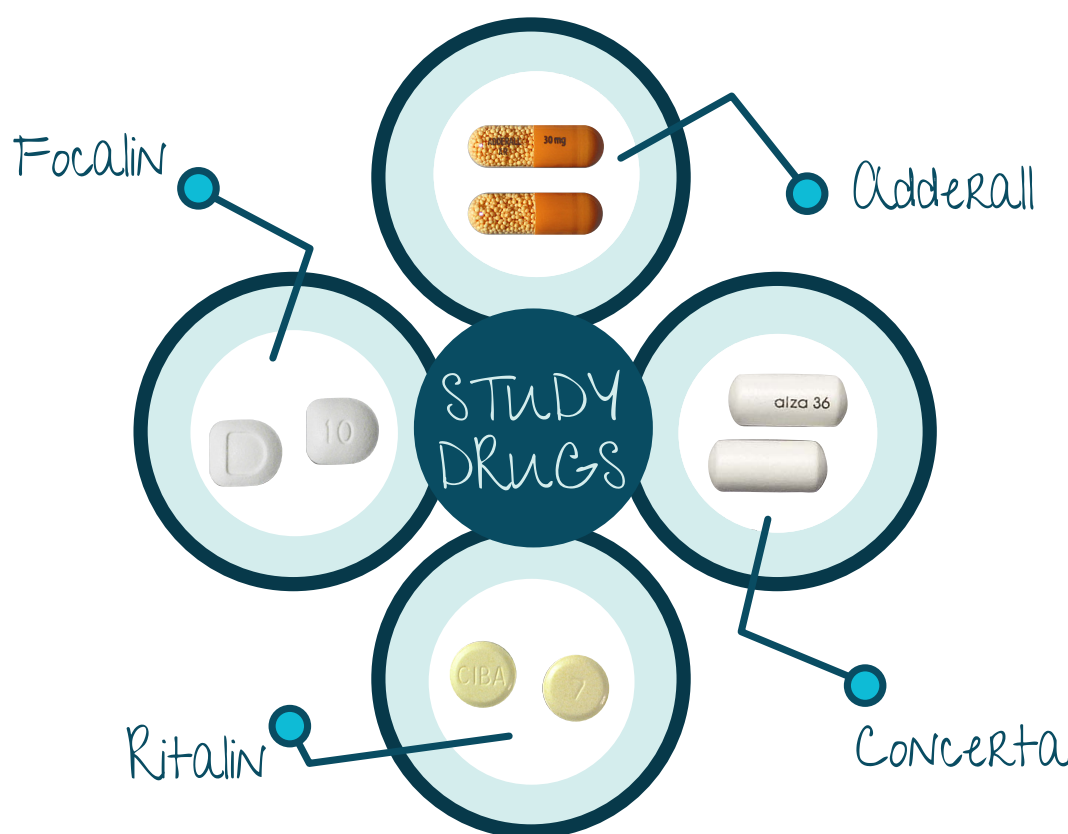 30 mg
Focalin
Adderall
STUDY
DRUGS
alza 36
D
10
CIBA
7
Ritalin
Concerta